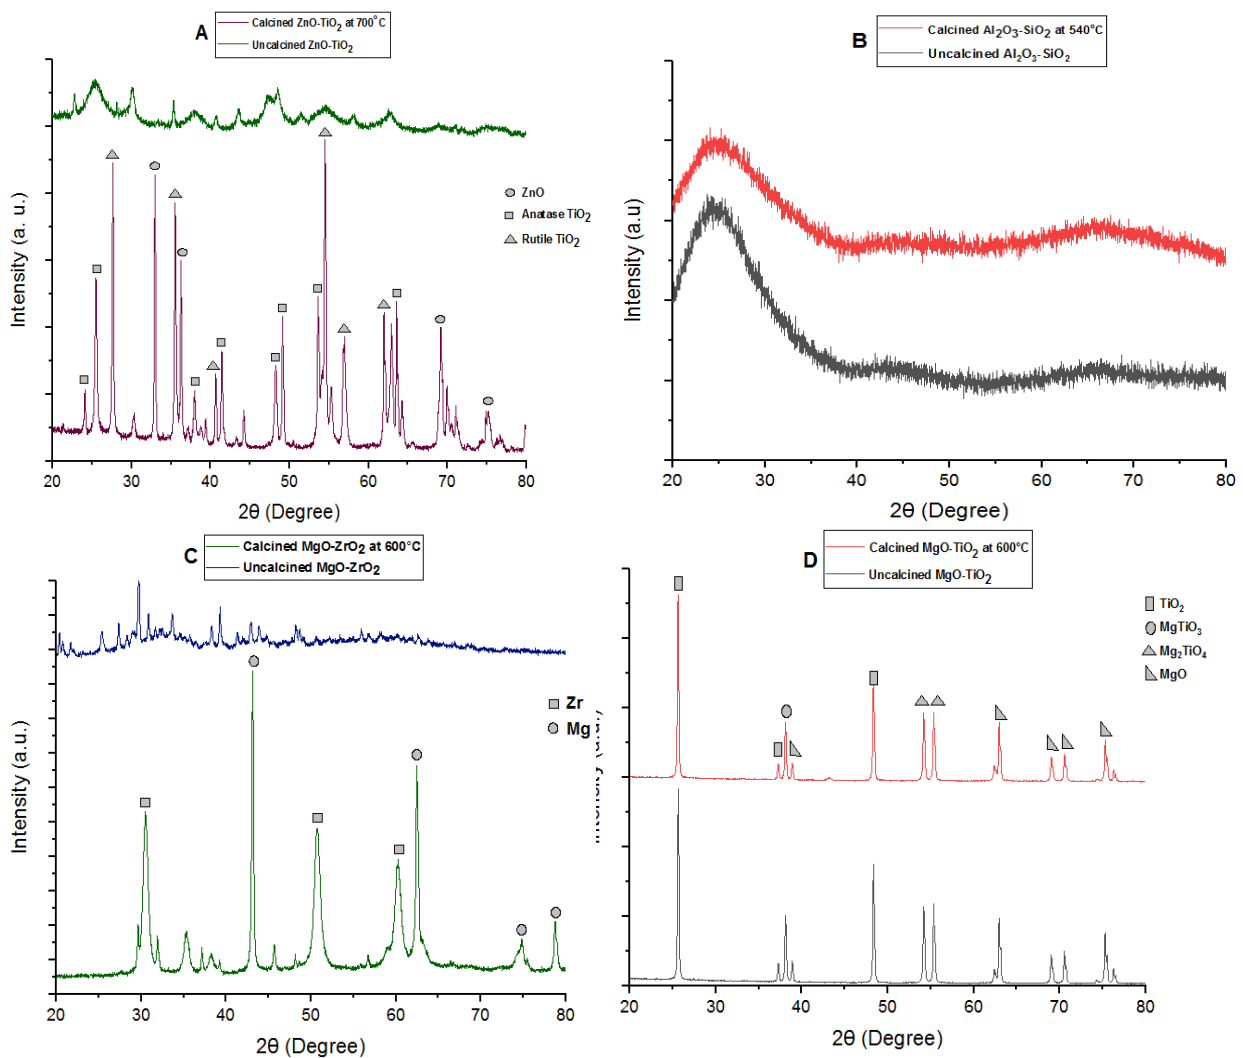 A
Calcined ZnO-TiO₂ at 700°C
Uncalcined ZnO-TiO₂
Intensity (a. u.)
ZnO
Anatase TiO₂
Rutile TiO₂
20 30 40 50 60 70 80
2θ (Degree)
B
Calcined Al₂O₃-SiO₂ at 540°C
Uncalcined Al₂O₃-SiO₂
Intensity (a.u)
20 30 40 50 60 70 80
2θ (Degree)
C
Calcined MgO-ZrO₂ at 600°C
Uncalcined MgO-ZrO₂
Intensity (a.u.)
Zr
Mg
20 30 40 50 60 70 80
2θ (Degree)
D
Calcined MgO-TiO₂ at 600°C
Uncalcined MgO-TiO₂
Intensity (a.u.)
TiO₂
MgTiO₃
Mg₂TiO₄
MgO
20 30 40 50 60 70 80
2θ (Degree)